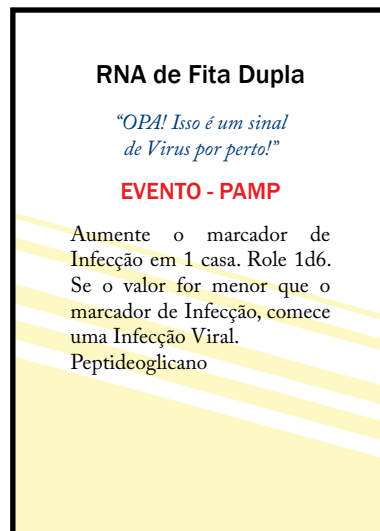 RNA de Fita Dupla
“OPA! Isso é um sinal
de Virus por perto!”
EVENTO - PAMP
Aumente o marcador de
Infecção em 1 casa. Role 1d6.
Se o valor for menor que o
marcador de Infecção, comece
uma Infecção Viral.
Peptideoglicano